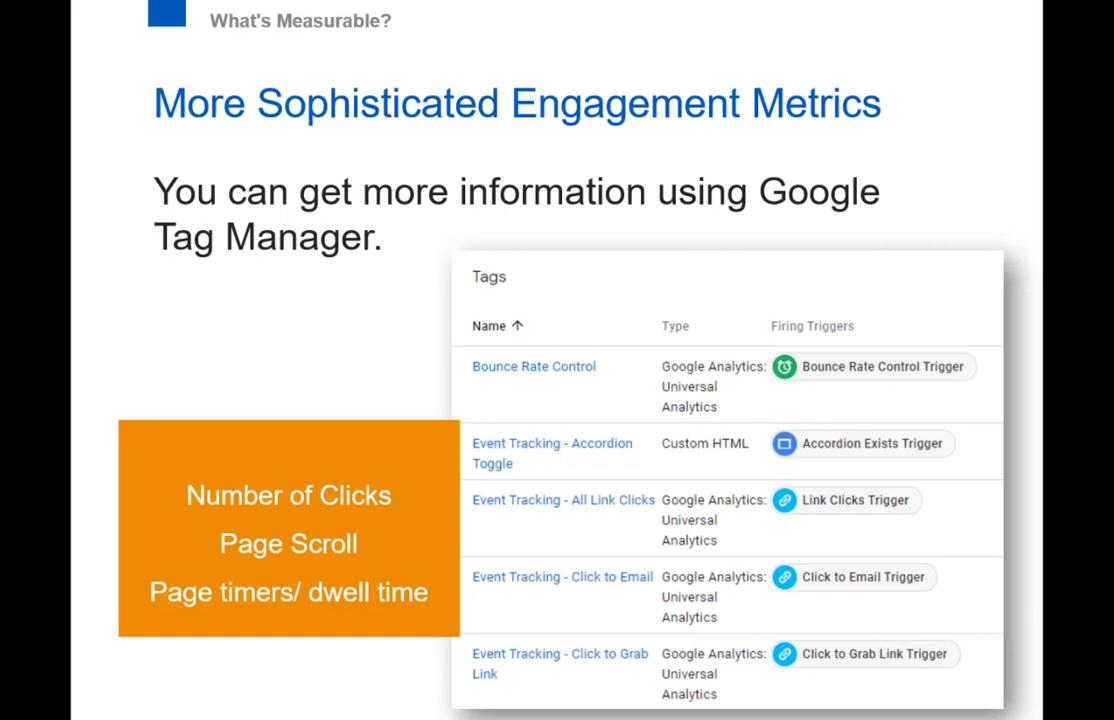 What's Measurable?
More Sophisticated Engagement Metrics
You can get more information using Google
Tag Manager.
Number of Clicks
Page Scroll
Page timers/ dwell time
Tags
Name ↑ Type Firing Triggers
Bounce Rate Control Google Analytics: Bounce Rate Control Trigger
Universal
Analytics
Event Tracking - Accordion Custom HTML Accordion Exists Trigger
Toggle
Event Tracking - All Link Clicks Google Analytics: Link Clicks Trigger
Universal
Analytics
Event Tracking - Click to Email Google Analytics: Click to Email Trigger
Universal
Analytics
Event Tracking - Click to Grab Google Analytics: Click to Grab Link Trigger
Link Universal
Analytics